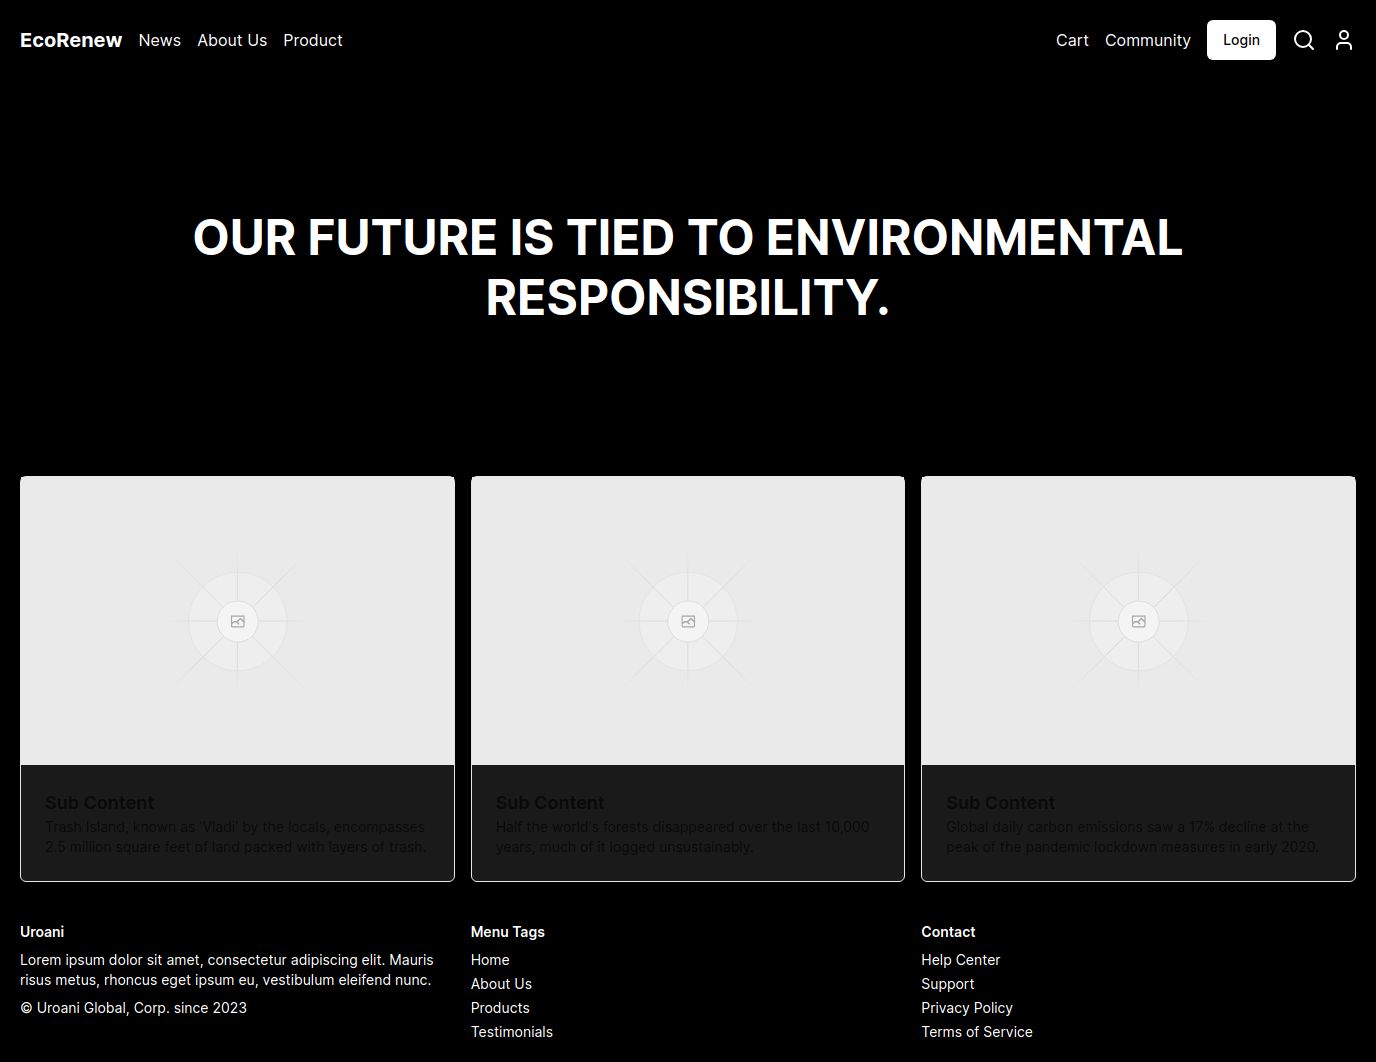 EcoRenew News About Us Product Cart Community Login
OUR FUTURE IS TIED TO ENVIRONMENTAL
RESPONSIBILITY.
Sub Content
Trash Island, known as 'Vladi' by the locals, encompasses
2.5 million square feet of land packed with layers of trash.
Sub Content
Half the world's forests disappeared over the last 10,000
years, much of it logged unsustainably.
Sub Content
Global daily carbon emissions saw a 17% decline at the
peak of the pandemic lockdown measures in early 2020.
Uroani
Lorem ipsum dolor sit amet, consectetur adipiscing elit. Mauris
risus metus, rhoncus eget ipsum eu, vestibulum eleifend nunc.
© Uroani Global, Corp. since 2023
Menu Tags
Home
About Us
Products
Testimonials
Contact
Help Center
Support
Privacy Policy
Terms of Service